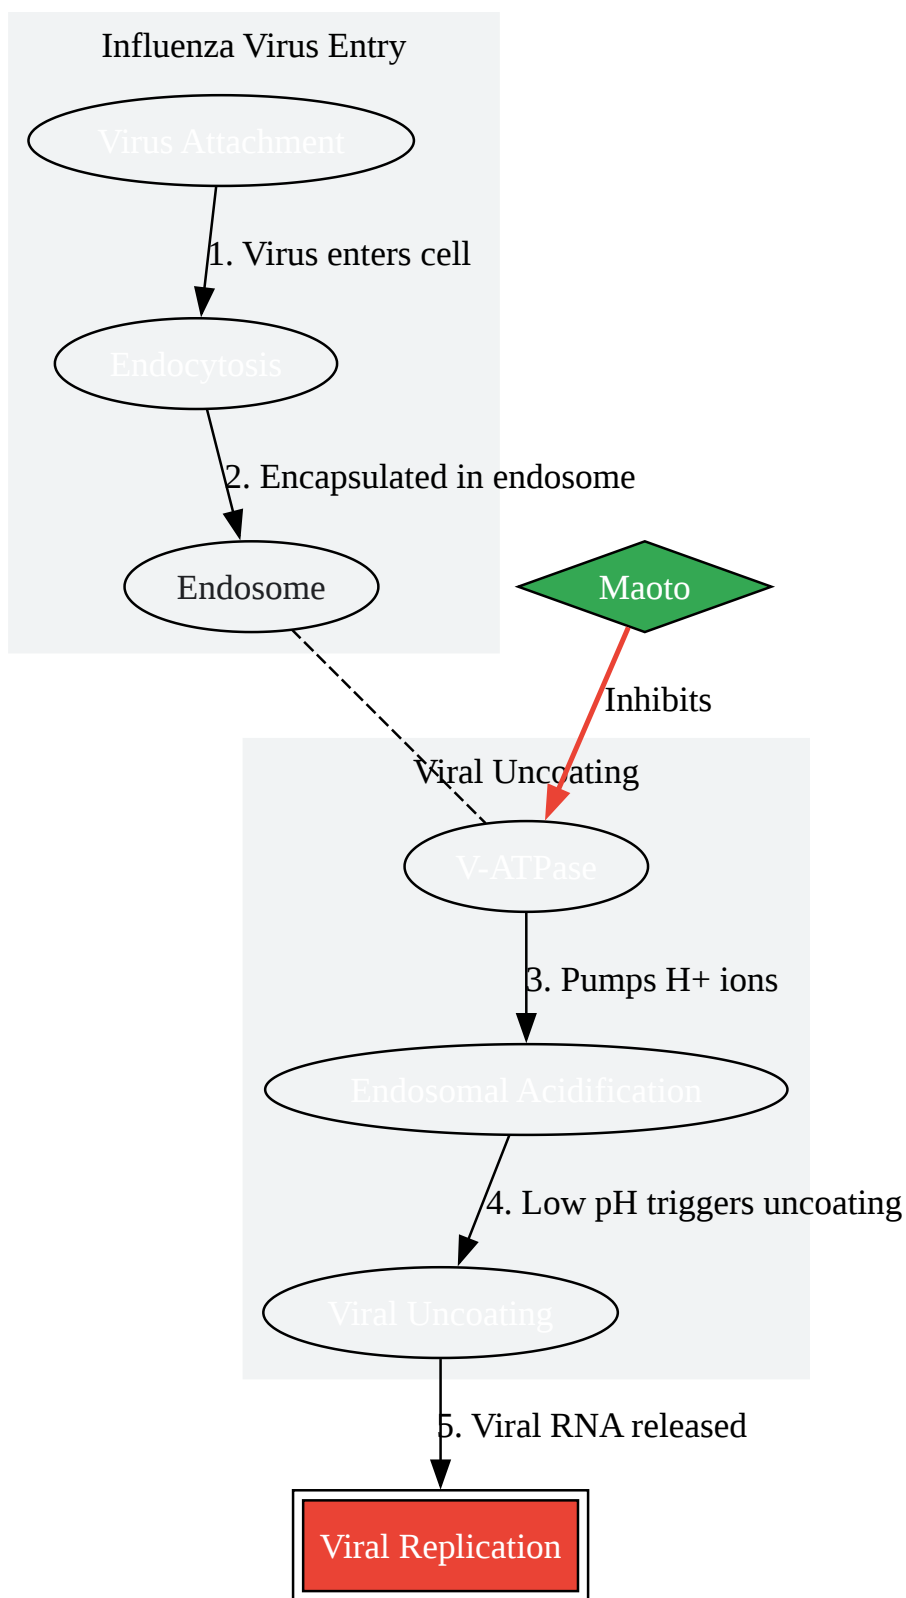 Influenza Virus Entry
Virus Attachment
1. Virus enters cell
Endocytosis
2. Encapsulated in endosome
Endosome
Maoto
Inhibits
Viral Uncoating
V-ATPase
3. Pumps H+ ions
Endosomal Acidification
4. Low pH triggers uncoating
Viral Uncoating
5. Viral RNA released
Viral Replication